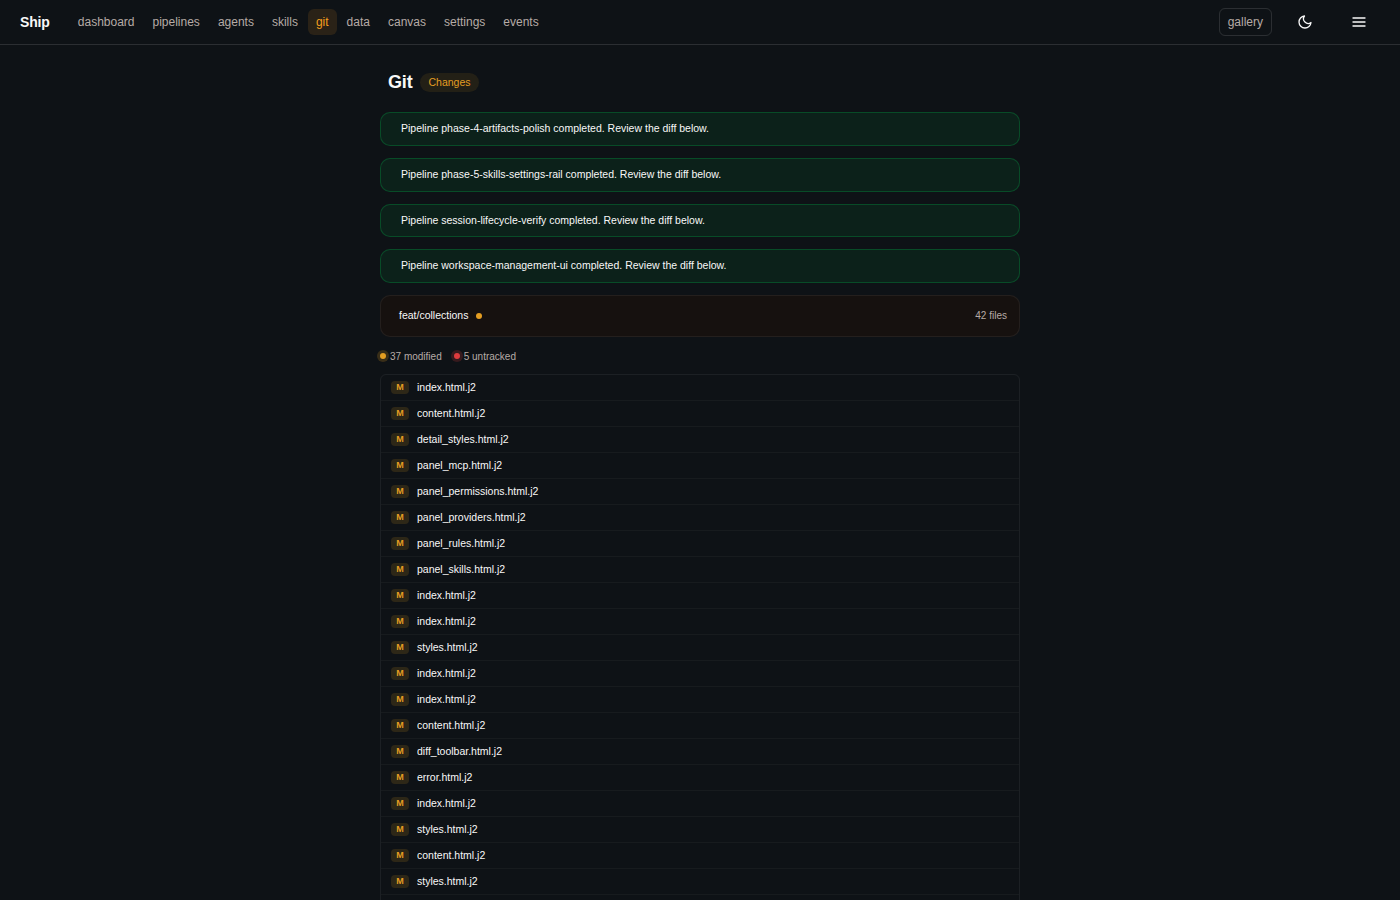 Ship dashboard pipelines agents skills git data canvas settings events gallery
Git Changes
Pipeline phase-4-artifacts-polish completed. Review the diff below.
Pipeline phase-5-skills-settings-rail completed. Review the diff below.
Pipeline session-lifecycle-verify completed. Review the diff below.
Pipeline workspace-management-ui completed. Review the diff below.
feat/collections 42 files
37 modified 5 untracked
M index.html.j2
M content.html.j2
M detail_styles.html.j2
M panel_mcp.html.j2
M panel_permissions.html.j2
M panel_providers.html.j2
M panel_rules.html.j2
M panel_skills.html.j2
M index.html.j2
M index.html.j2
M styles.html.j2
M index.html.j2
M index.html.j2
M content.html.j2
M diff_toolbar.html.j2
M error.html.j2
M index.html.j2
M styles.html.j2
M content.html.j2
M styles.html.j2